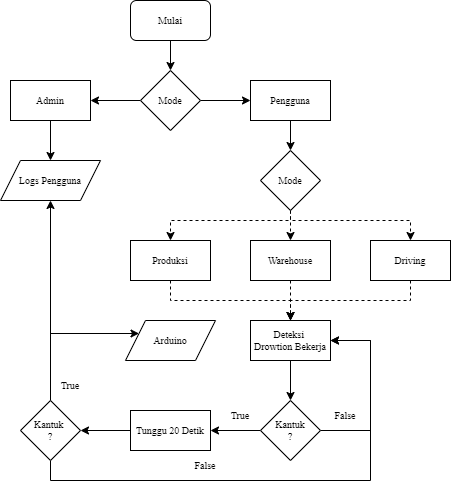 Mulai
Admin
Mode
Pengguna
Logs Pengguna
Mode
Produksi
Warehouse
Driving
Arduino
Deteksi
Drowtion Bekerja
True
Kantuk
?
Tunggu 20 Detik
True
Kantuk
?
False
False